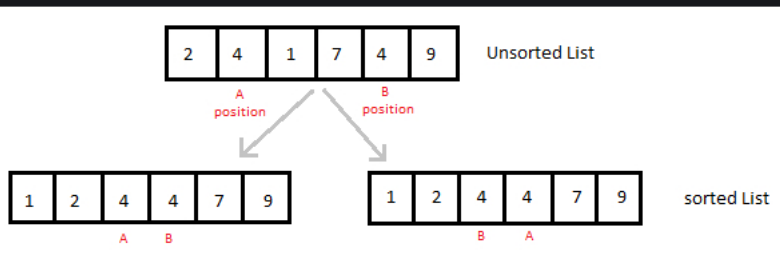 2 4 1 7 4 9 Unsorted List
A B
position position
1 2 4 4 7 9 1 2 4 4 7 9 sorted List
A B B A